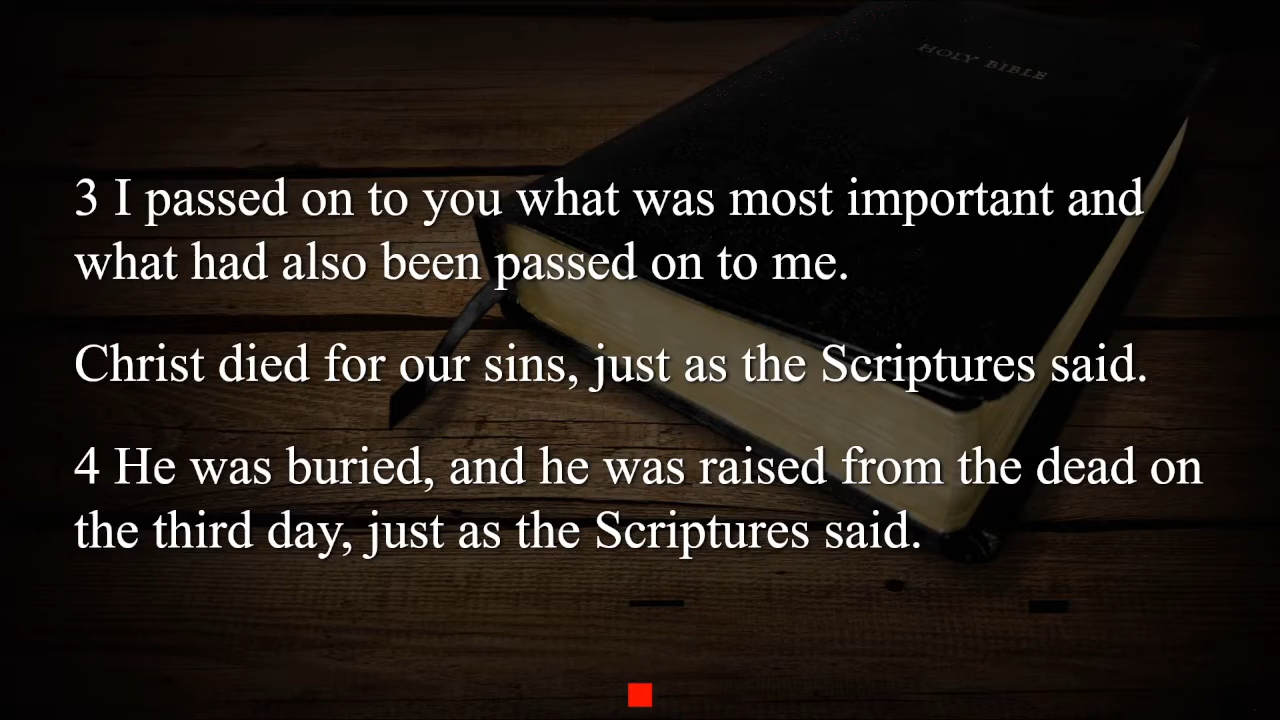 HOLY BIBLE
3 I passed on to you what was most important and
what had also been passed on to me.
Christ died for our sins, just as the Scriptures said.
4 He was buried, and he was raised from the dead on
the third day, just as the Scriptures said.